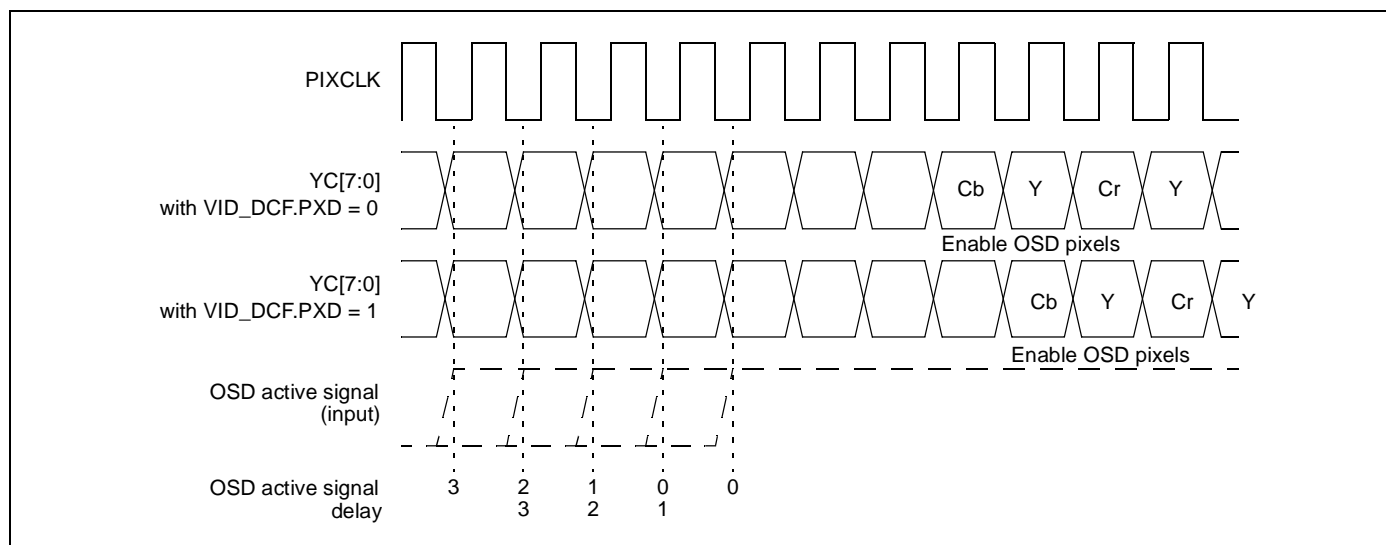 PIXCLK
YC[7:0]
with VID_DCF.PXD = 0
Cb Y Cr Y
Enable OSD pixels
YC[7:0]
with VID_DCF.PXD = 1
Cb Y Cr Y
Enable OSD pixels
OSD active signal
(input)
OSD active signal
delay
3 2 1 0 0
3 2 1